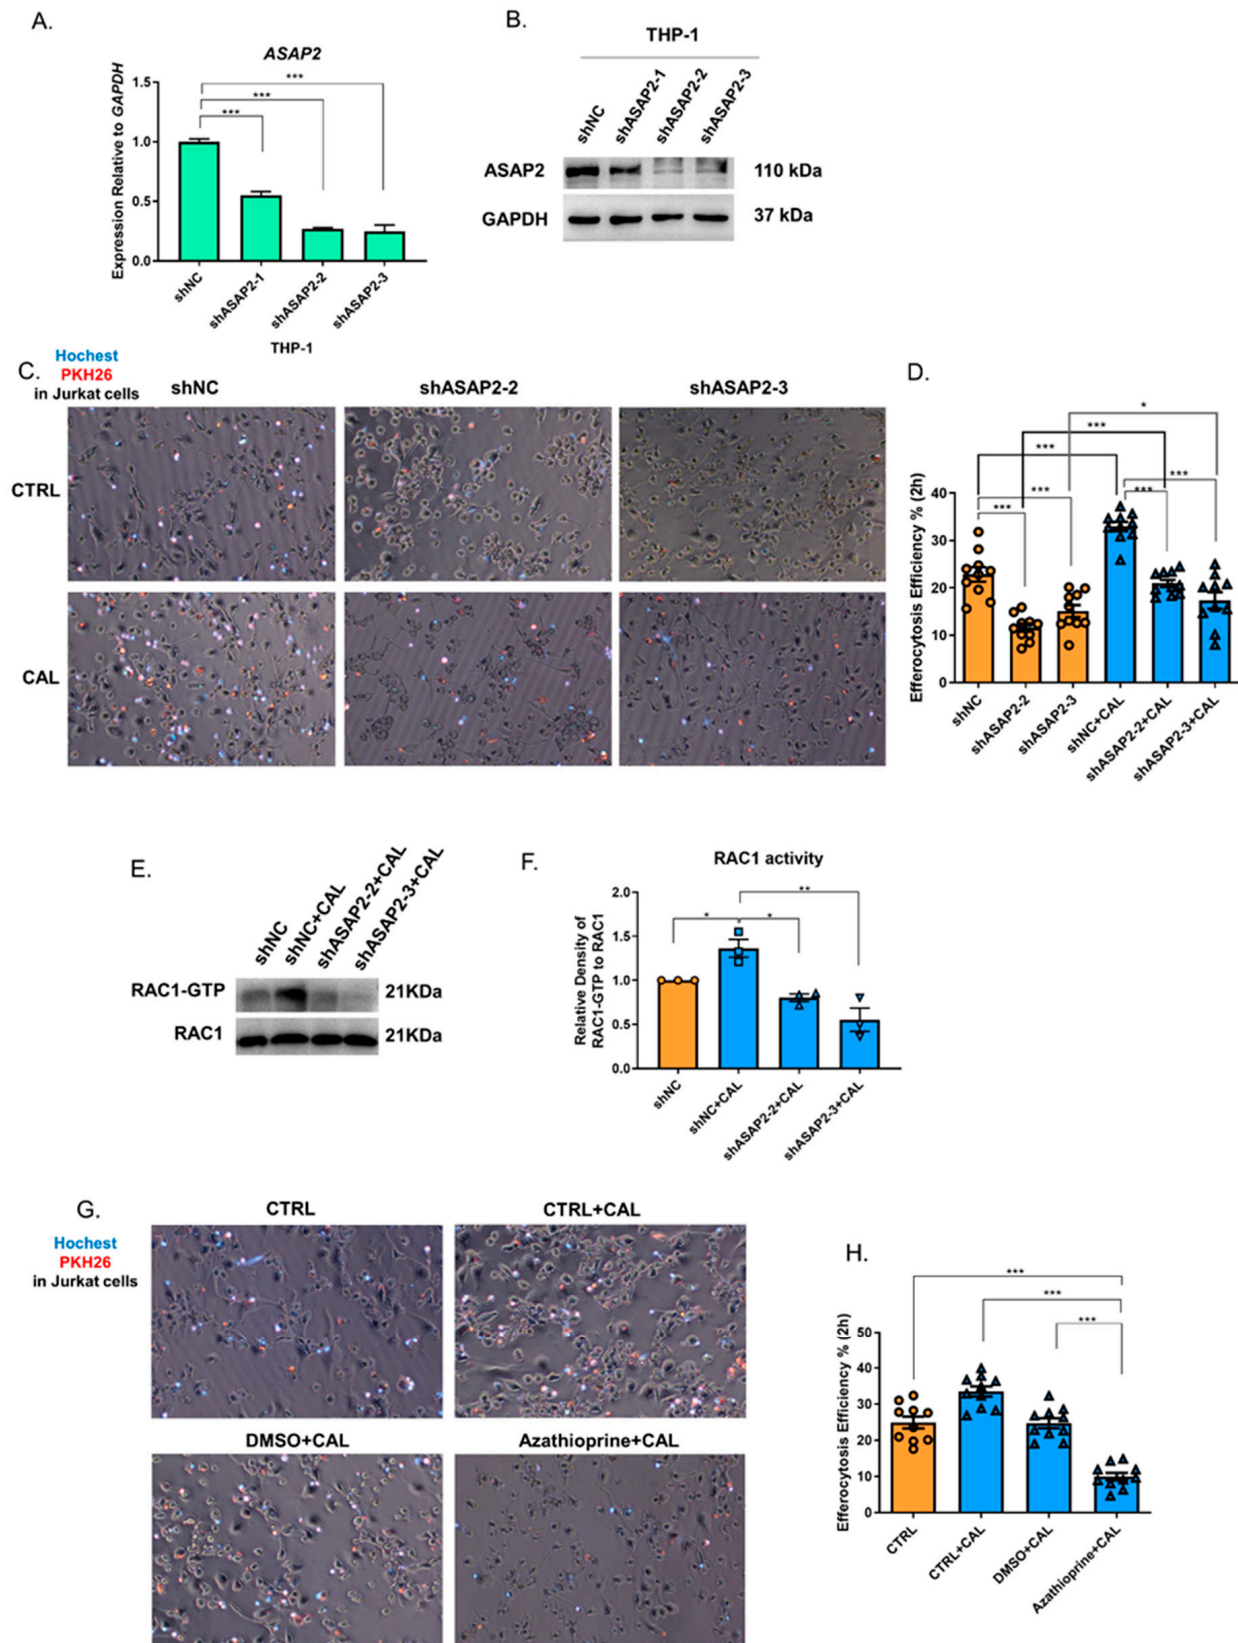 A.
ASAP2
Expression Relative to GAPDH
1.5
1.0
0.5
0.0
***
***
***
shNC
shASAP2-1
shASAP2-2
shASAP2-3
THP-1
B.
THP-1
shNC
shASAP2-1
shASAP2-2
shASAP2-3
ASAP2
110 kDa
GAPDH
37 kDa
C.
Hochest
PKH26
in Jurkat cells
shNC
shASAP2-2
shASAP2-3
CTRL
CAL
D.
Efferocytosis Efficiency % (2h)
40
30
20
10
0
*
***
***
***
***
***
***
shNC
shASAP2-2
shASAP2-3
shNC+CAL
shASAP2-2+CAL
shASAP2-3+CAL
E.
shNC
shNC+CAL
shASAP2-2+CAL
shASAP2-3+CAL
RAC1-GTP
21KDa
RAC1
21KDa
F.
RAC1 activity
Relative Density of
RAC1-GTP to RAC1
2.0
1.5
1.0
0.5
0.0
**
*
*
shNC
shNC+CAL
shASAP2-2+CAL
shASAP2-3+CAL
G.
Hochest
PKH26
in Jurkat cells
CTRL
CTRL+CAL
DMSO+CAL
Azathioprine+CAL
H.
Efferocytosis Efficiency % (2h)
50
40
30
20
10
0
***
***
***
CTRL
CTRL+CAL
DMSO+CAL
Azathioprine+CAL